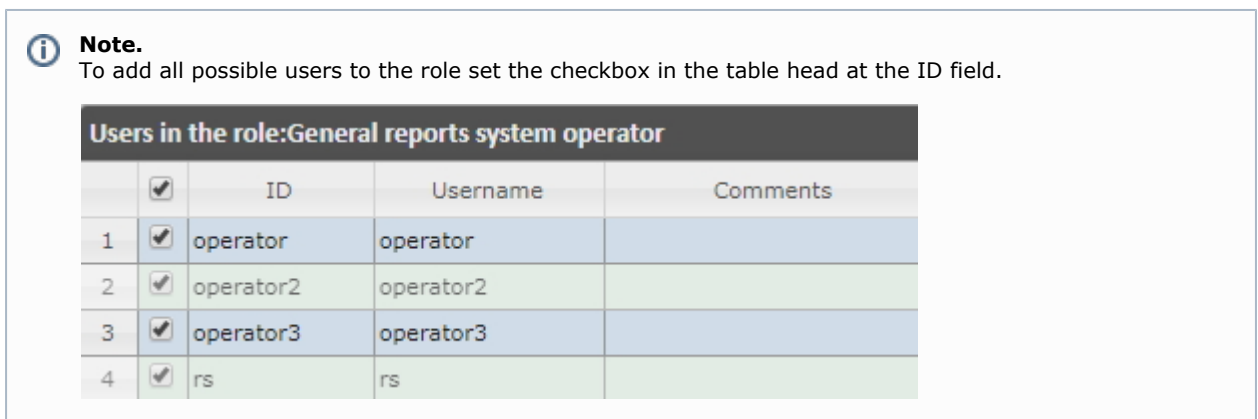 Note.
To add all possible users to the role set the checkbox in the table head at the ID field.
Users in the role:General reports system operator
ID Username Comments
1 operator operator
2 operator2 operator2
3 operator3 operator3
4 rs rs